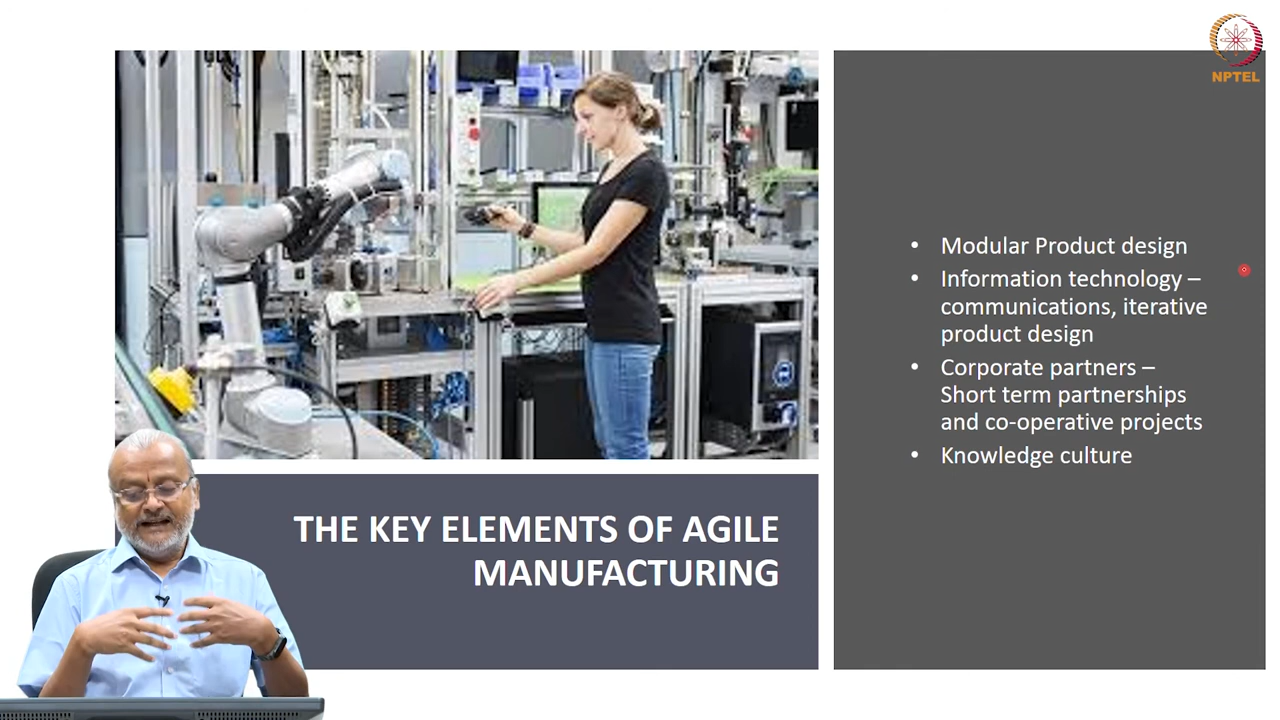 NPTEL
THE KEY ELEMENTS OF AGILE
MANUFACTURING
• Modular Product design
• Information technology –
communications, iterative
product design
• Corporate partners –
Short term partnerships
and co-operative projects
• Knowledge culture